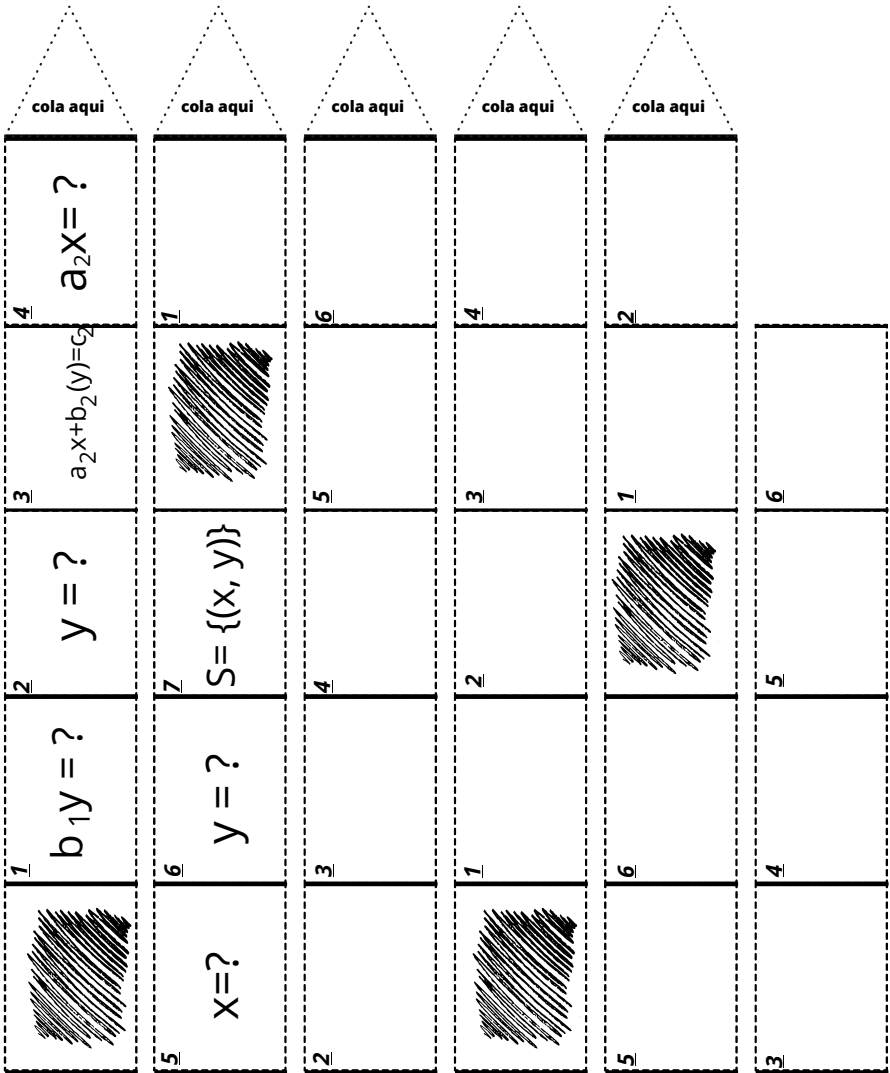 cola aqui
cola aqui
cola aqui
cola aqui
cola aqui
1
b₁y = ?
2
y = ?
3
a₂x+b₂(y)=c₂
4
a₂x= ?
5
x=?
6
y = ?
7
S= {(x, y)}
1
2
3
4
5
6
1
2
3
4
5
6
1
2
3
4
5
6